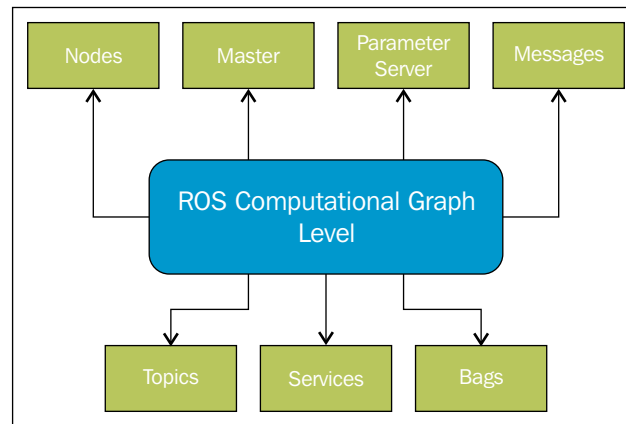 Nodes
Master
Parameter
Server
Messages
ROS Computational Graph
Level
Topics
Services
Bags